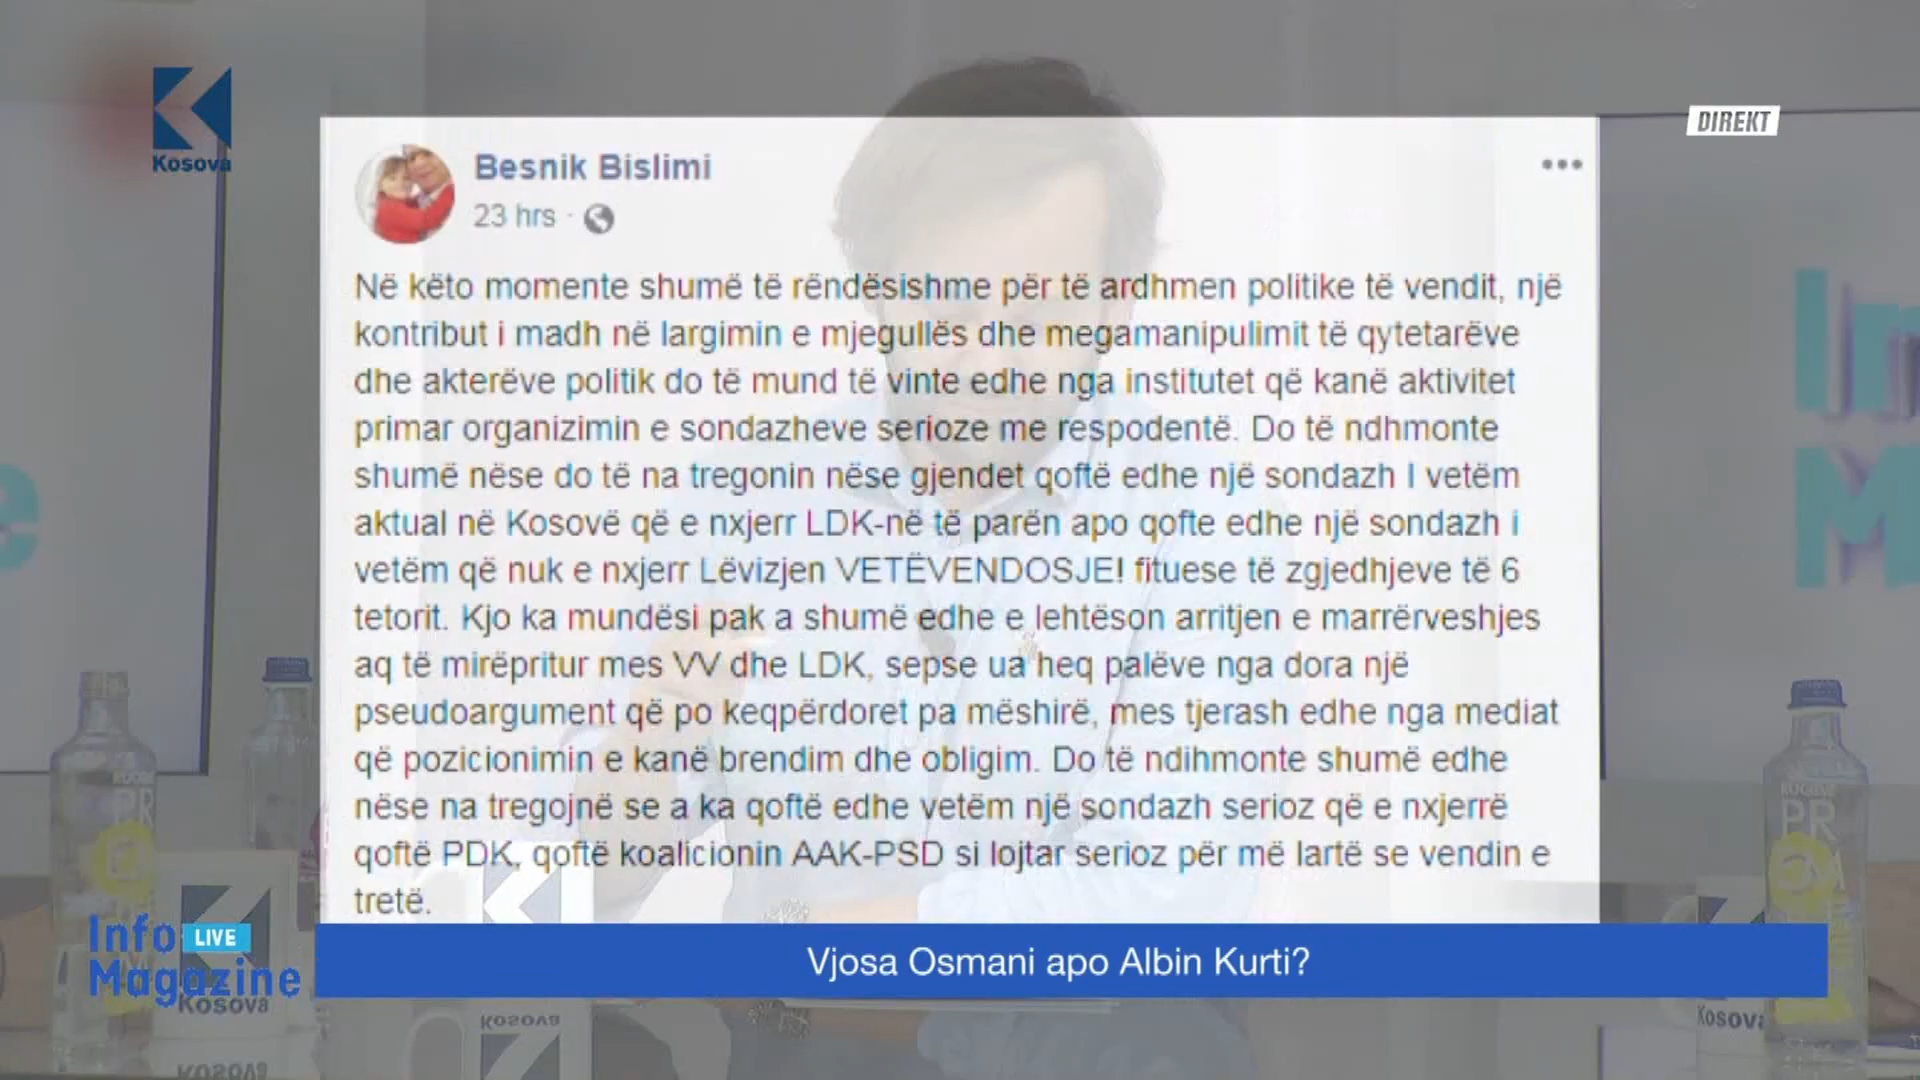 Kosova
DIREKT
Besnik Bislimi
23 hrs ·
Në këto momente shumë të rëndësishme për të ardhmen politike të vendit, një
kontribut i madh në largimin e mjegullës dhe megamanipulimit të qytetarëve
dhe akterëve politik do të mund të vinte edhe nga institutet që kanë aktivitet
primar organizimin e sondazheve serioze me respodentë. Do të ndhmonte
shumë nëse do të na tregonin nëse gjendet qoftë edhe një sondazh I vetëm
aktual në Kosovë që e nxjerr LDK-në të parën apo qofte edhe një sondazh i
vetëm që nuk e nxjerr Lëvizjen VETËVENDOSJE! fituese të zgjedhjeve të 6
tetorit. Kjo ka mundësi pak a shumë edhe e lehtëson arritjen e marrërveshjes
aq të mirëpritur mes VV dhe LDK, sepse ua heq palëve nga dora një
pseudoargument që po keqpërdoret pa mëshirë, mes tjerash edhe nga mediat
që pozicionimin e kanë brendim dhe obligim. Do të ndihmonte shumë edhe
nëse na tregojnë se a ka qoftë edhe vetëm një sondazh serioz që e nxjerrë
qoftë PDK, qoftë koalicionin AAK-PSD si lojtar serioz për më lartë se vendin e
tretë.
Info LIVE
Magazine
Vjosa Osmani apo Albin Kurti?
Kosova
Kosova